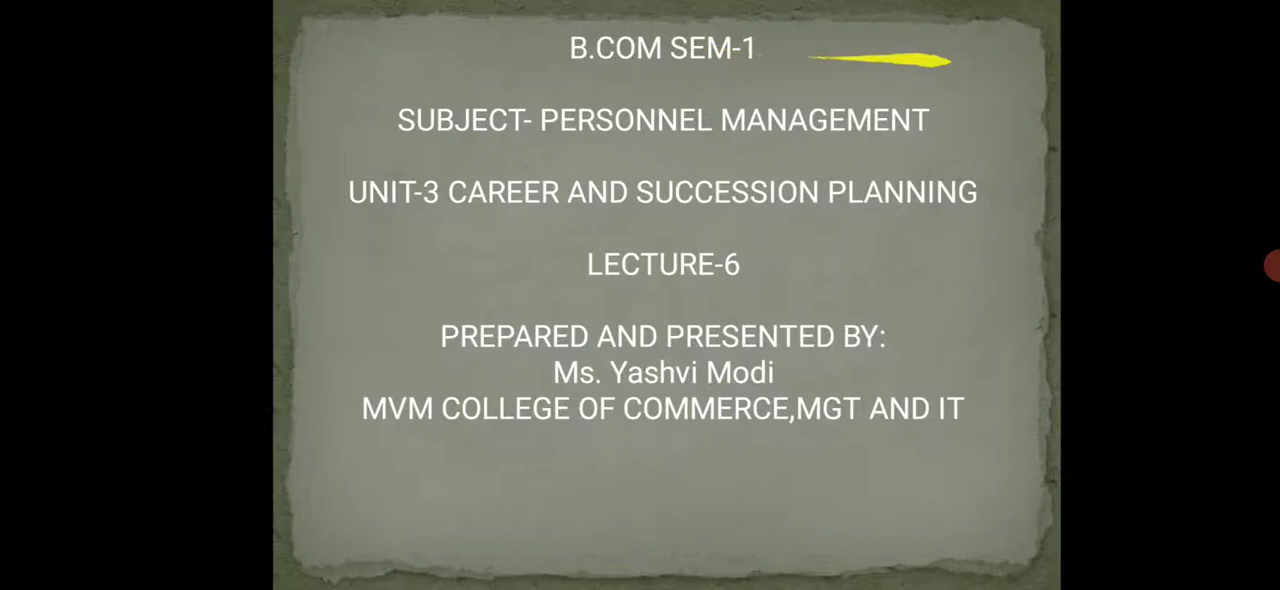 B.COM SEM-1
SUBJECT- PERSONNEL MANAGEMENT
UNIT-3 CAREER AND SUCCESSION PLANNING
LECTURE-6
PREPARED AND PRESENTED BY:
Ms. Yashvi Modi
MVM COLLEGE OF COMMERCE,MGT AND IT